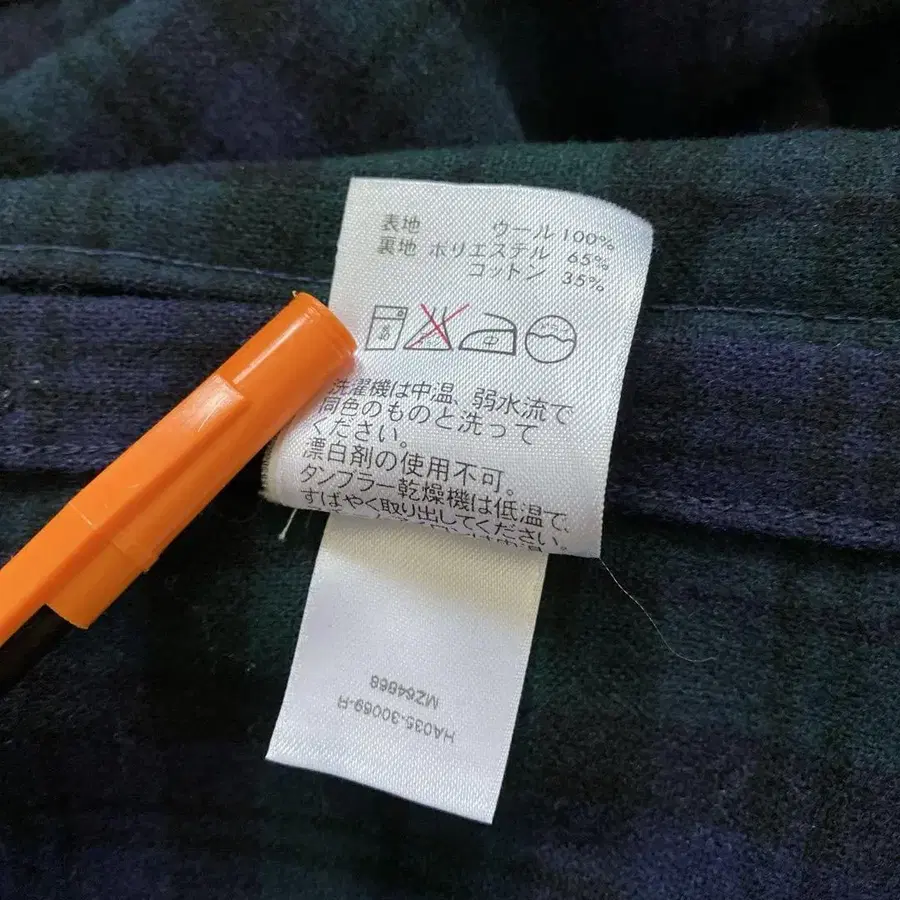 表地 ウール 100%
裏地 ポリエステル 65%
コットン 35%
40
中
洗濯機は中温、弱水流で
同色のものと洗って
ください。
漂白剤の使用不可。
タンブラー乾燥機は低温で、
すばやく取り出してください。
HA035-30069-R
MZ64868